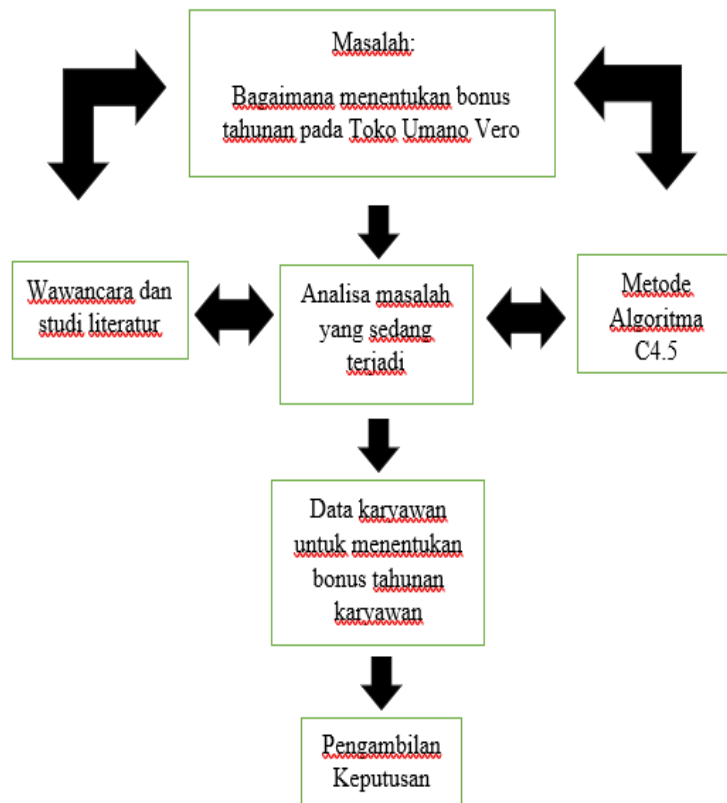 Masalah:
Bagaimana menentukan bonus
tahunan pada Toko Umano Vero
Wawancara dan
studi literatur
Analisa masalah
yang sedang
terjadi
Metode
Algoritma
C4.5
Data karyawan
untuk menentukan
bonus tahunan
karyawan
Pengambilan
Keputusan